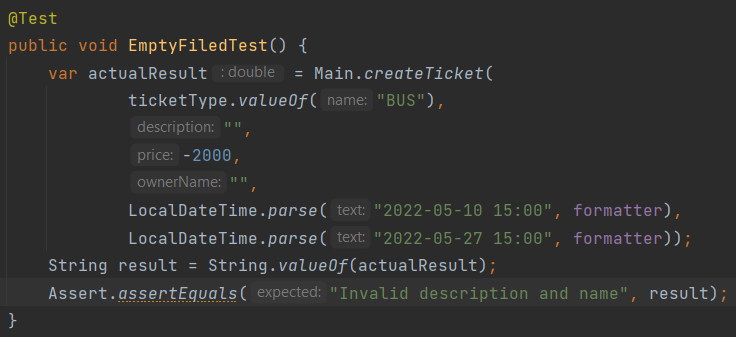 @Test
public void EmptyFiledTest() {
var actualResult : double = Main.createTicket(
ticketType.valueOf( name: "BUS"),
description: "",
price: -2000,
ownerName: "",
LocalDateTime.parse( text: "2022-05-10 15:00", formatter),
LocalDateTime.parse( text: "2022-05-27 15:00", formatter));
String result = String.valueOf(actualResult);
Assert.assertEquals( expected: "Invalid description and name", result);
}